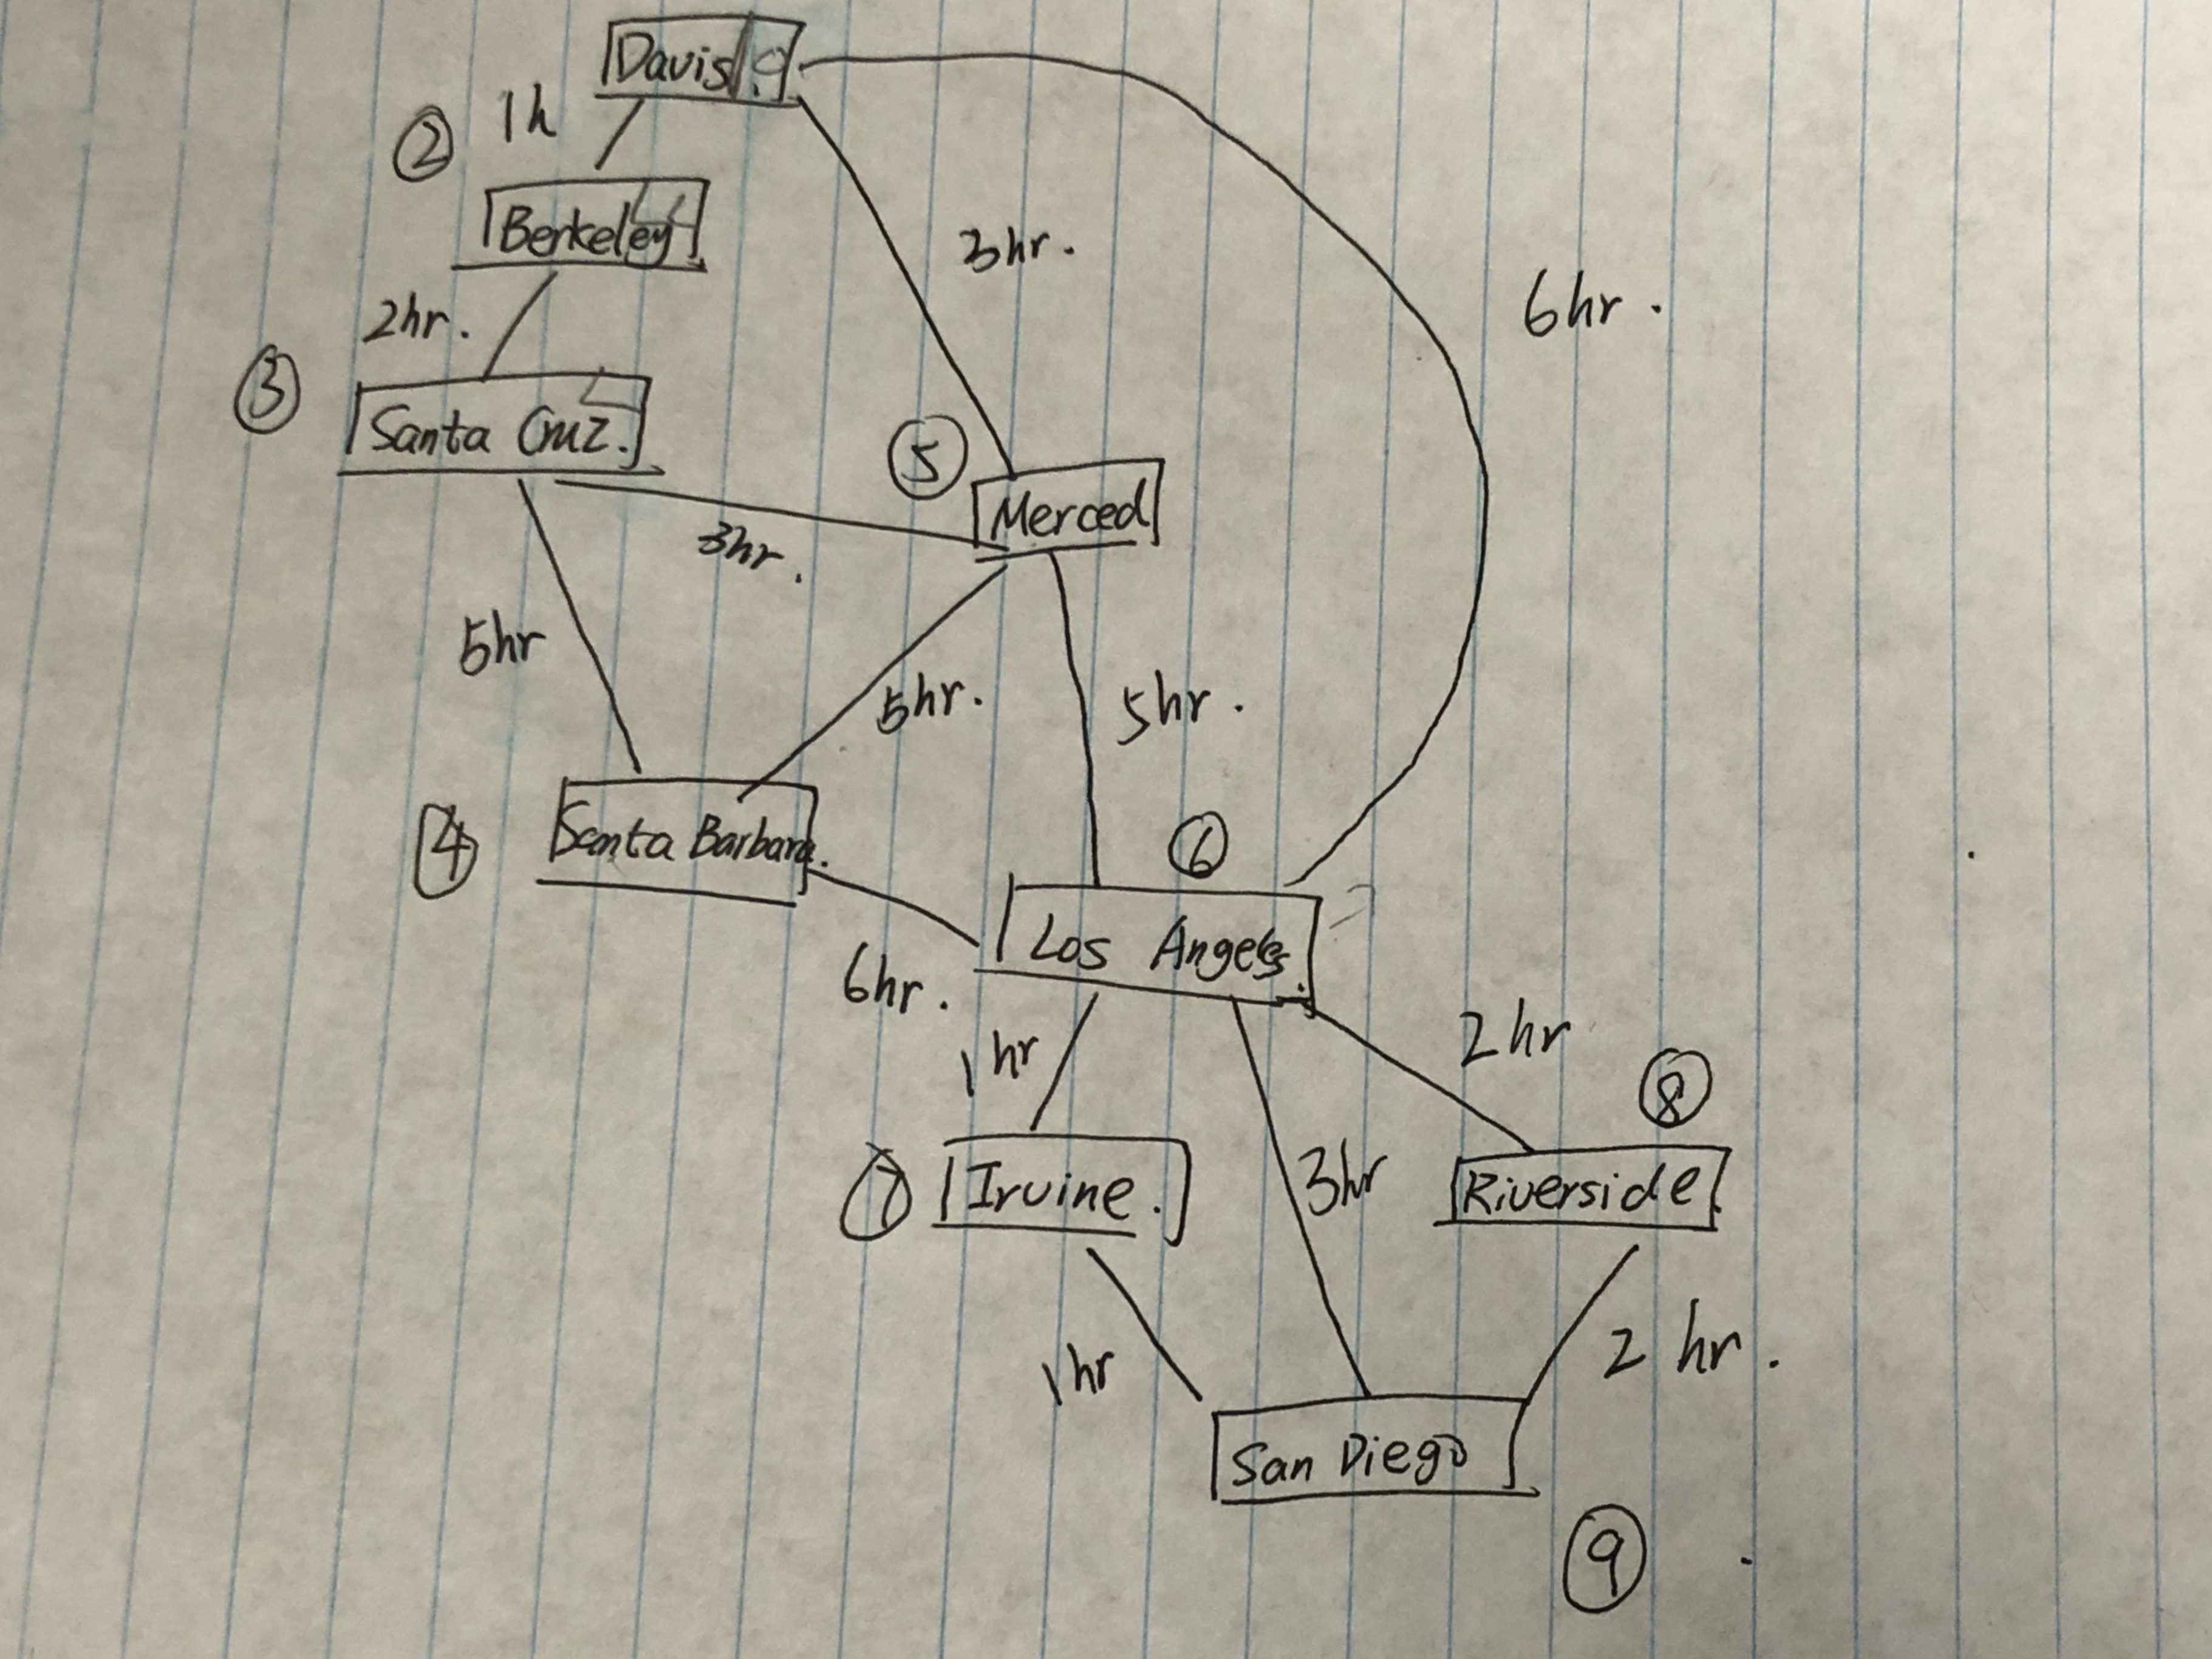 Davis
1h
②
Berkeley
3hr.
6hr.
2hr.
③
Santa Cruz.
⑤
Merced
3hr.
5hr
5hr.
5hr.
④
Santa Barbara.
⑥
Los Angeles.
6hr.
1hr
2hr
⑧
⑦
Irvine.
3hr
Riverside
1hr
2 hr.
San Diego
⑨